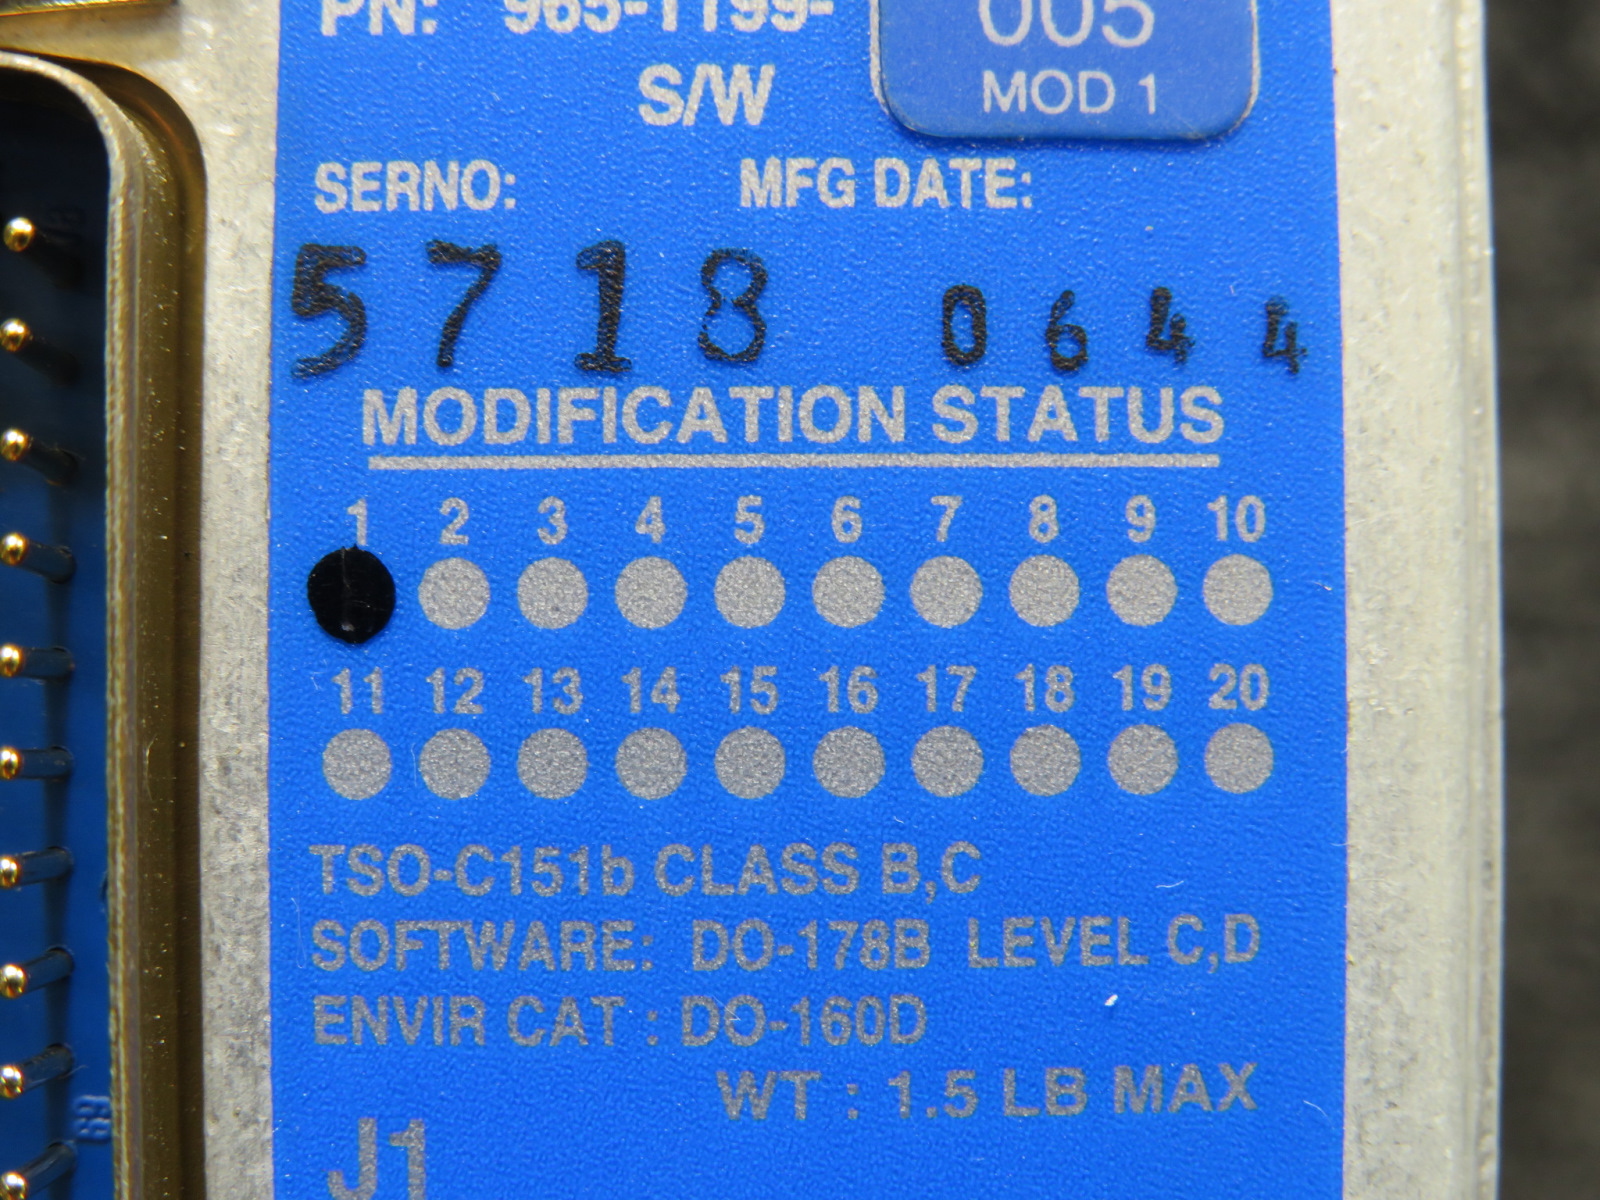 PN: 965-1199- 005
S/W MOD 1
SERNO: MFG DATE:
5718 0644
MODIFICATION STATUS
1 2 3 4 5 6 7 8 9 10
11 12 13 14 15 16 17 18 19 20
TSO-C151b CLASS B,C
SOFTWARE: DO-178B LEVEL C,D
ENVIR CAT : DO-160D
WT : 1.5 LB MAX
J1
69